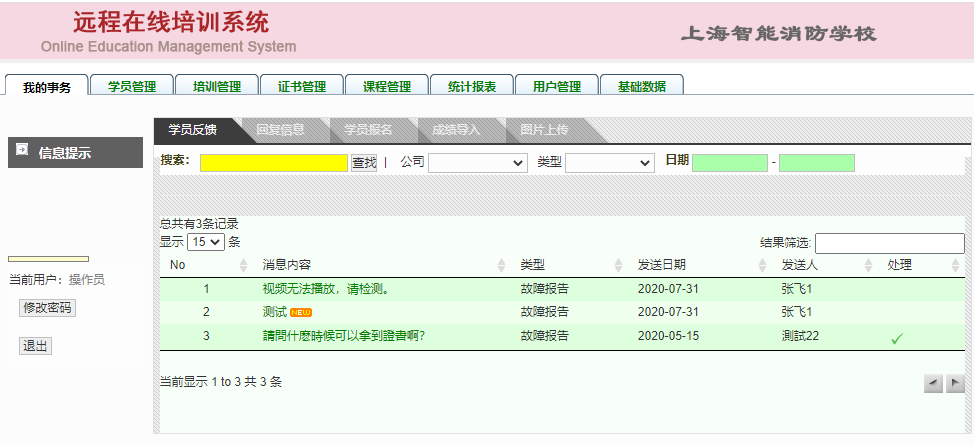 远程在线培训系统
Online Education Management System
上海智能消防学校
我的事务 学员管理 培训管理 证书管理 课程管理 统计报表 用户管理 基础数据
学员反馈 回复信息 学员报名 成绩导入 图片上传
信息提示
搜索: 查找 | 公司 类型 日期 -
总共有3条记录
显示 15 条
结果筛选:
No 消息内容 类型 发送日期 发送人 处理
1 视频无法播放，请检测。 故障报告 2020-07-31 张飞1
2 测试 NEW 故障报告 2020-07-31 张飞1
3 請問什麼時候可以拿到證書啊? 故障报告 2020-05-15 測試22
当前用户：操作员
修改密码
退出
当前显示 1 to 3 共 3 条